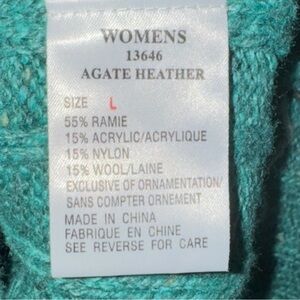 WOMENS
13646
AGATE HEATHER
SIZE L
55% RAMIE
15% ACRYLIC/ACRYLIQUE
15% NYLON
15% WOOL/LAINE
EXCLUSIVE OF ORNAMENTATION/
SANS COMPTER ORNEMENT
MADE IN CHINA
FABRIQUE EN CHINE
SEE REVERSE FOR CARE